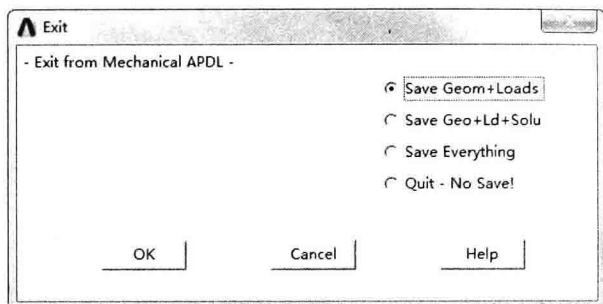 Exit
- Exit from Mechanical APDL -
Save Geom+Loads
Save Geo+Ld+Solu
Save Everything
Quit - No Save!
OK
Cancel
Help